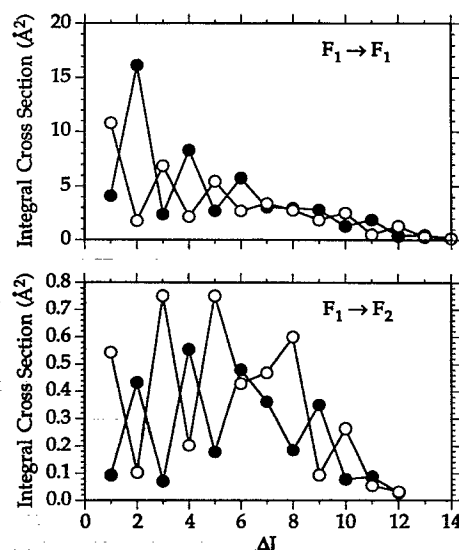 20
15
10
5
0
Integral Cross Section (Å²)
F₁ → F₁
0.8
0.7
0.6
0.5
0.4
0.3
0.2
0.1
0.0
Integral Cross Section (Å²)
F₁ → F₂
0 2 4 6 8 10 12 14
ΔJ